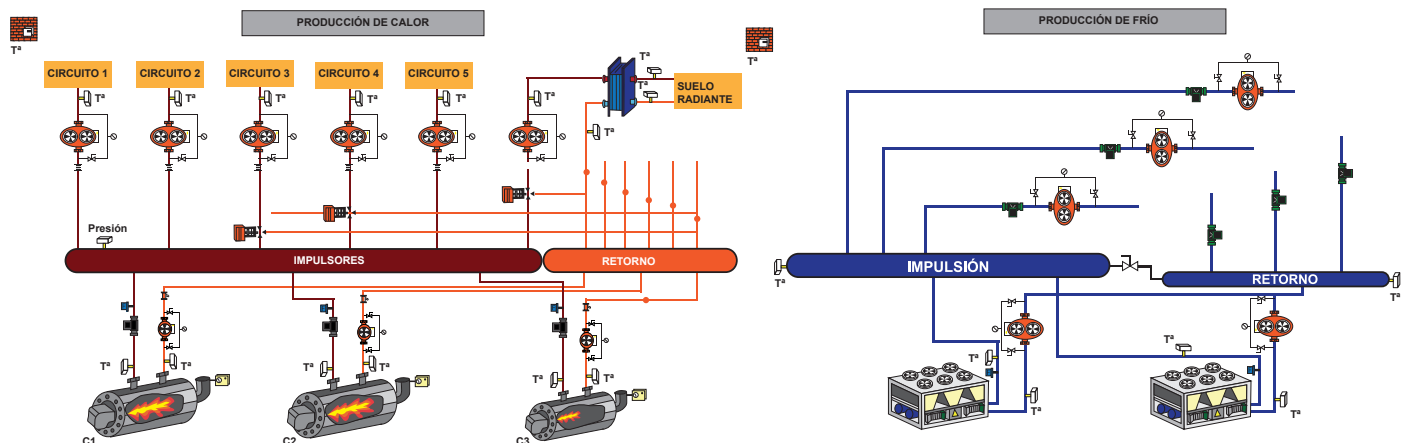 PRODUCCIÓN DE CALOR
PRODUCCIÓN DE FRÍO
Tª
Tª
CIRCUITO 1
CIRCUITO 2
CIRCUITO 3
CIRCUITO 4
CIRCUITO 5
Tª
Tª
SUELO
RADIANTE
Tª
Tª
Tª
Tª
Tª
Tª
Tª
Presión
IMPULSORES
RETORNO
IMPULSIÓN
RETORNO
Tª
Tª
Tª
Tª
Tª
Tª
Tª
Tª
Tª
Tª
Tª
Tª
C1
C2
C3